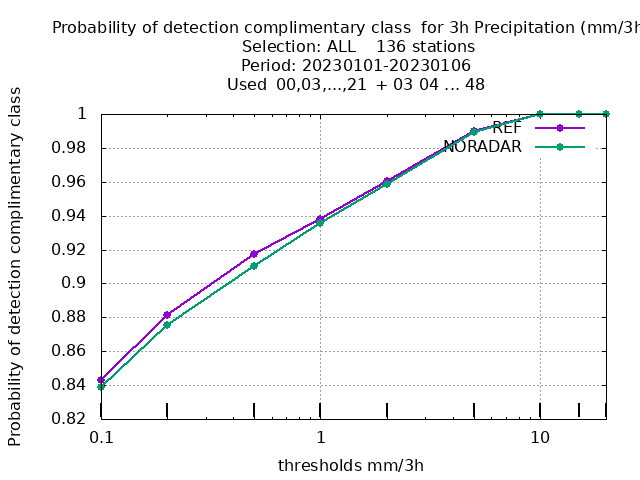 Probability of detection complimentary class  for 3h Precipitation (mm/3h
Selection: ALL    136 stations
Period: 20230101-20230106
Used  00,03,...,21  + 03 04 ... 48
REF
NORADAR
1
0.98
0.96
0.94
0.92
0.9
0.88
0.86
0.84
0.82
Probability of detection complimentary class
0.1
1
10
thresholds mm/3h